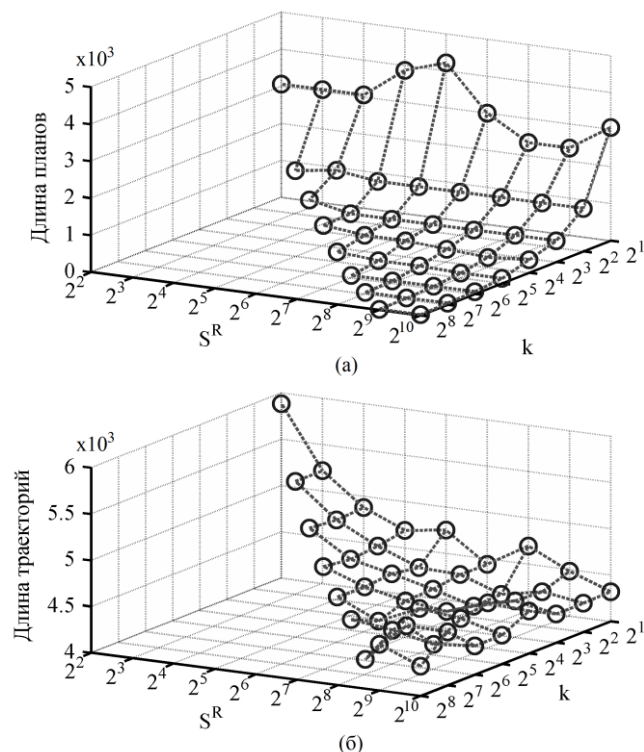 x10³
5
4
3
2
1
0
Длина планов
2² 2³ 2⁴ 2⁵ 2⁶ 2⁷ 2⁸ 2⁹ 2¹⁰
Sᴿ
2⁸ 2⁷ 2⁶ 2⁵ 2⁴ 2³ 2² 2¹
k
(а)
x10³
6
5.5
5
4.5
4
Длина траекторий
2² 2³ 2⁴ 2⁵ 2⁶ 2⁷ 2⁸ 2⁹ 2¹⁰
Sᴿ
2⁸ 2⁷ 2⁶ 2⁵ 2⁴ 2³ 2² 2¹
k
(б)